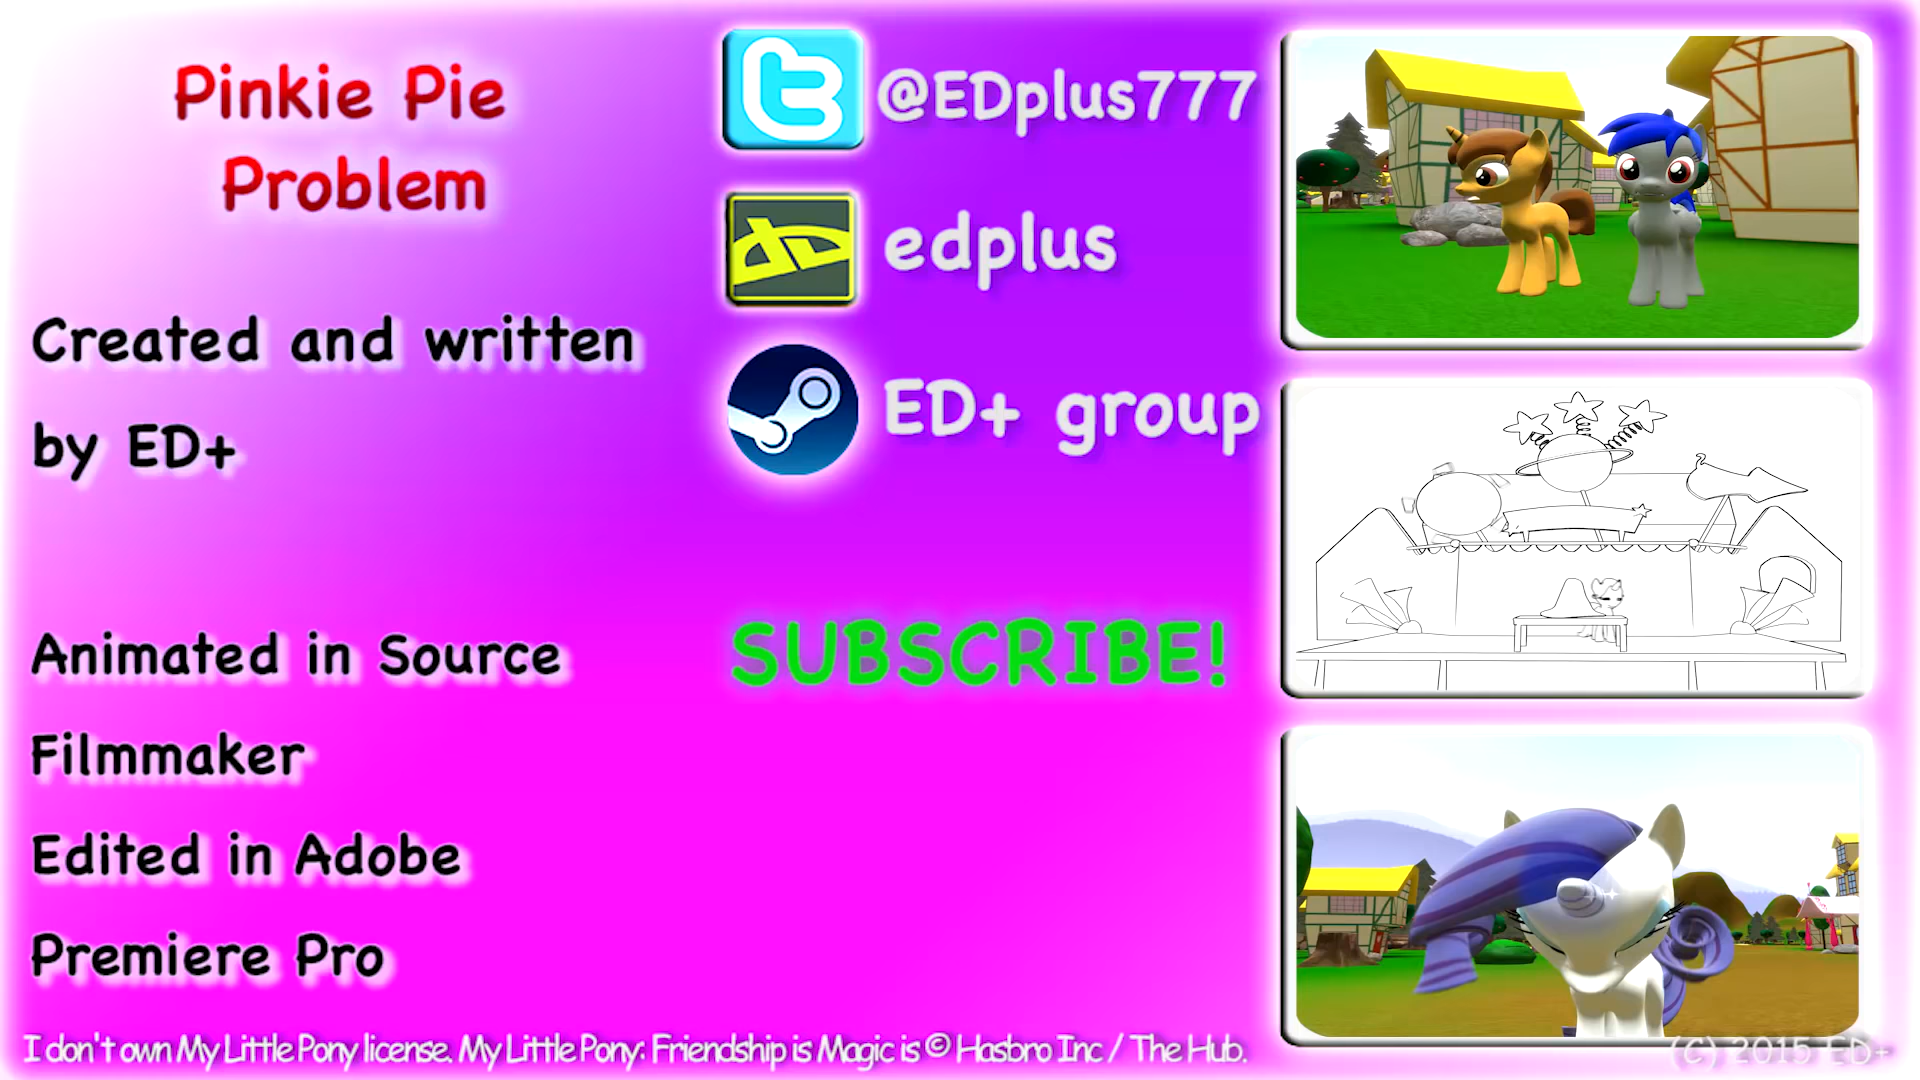 Pinkie Pie
Problem
Created and written
by ED+
Animated in Source
Filmmaker
Edited in Adobe
Premiere Pro
@EDplus777
edplus
ED+ group
SUBSCRIBE!
I don't own My Little Pony license. My Little Pony: Friendship is Magic is © Hasbro Inc / The Hub.
(C) 2015 ED+